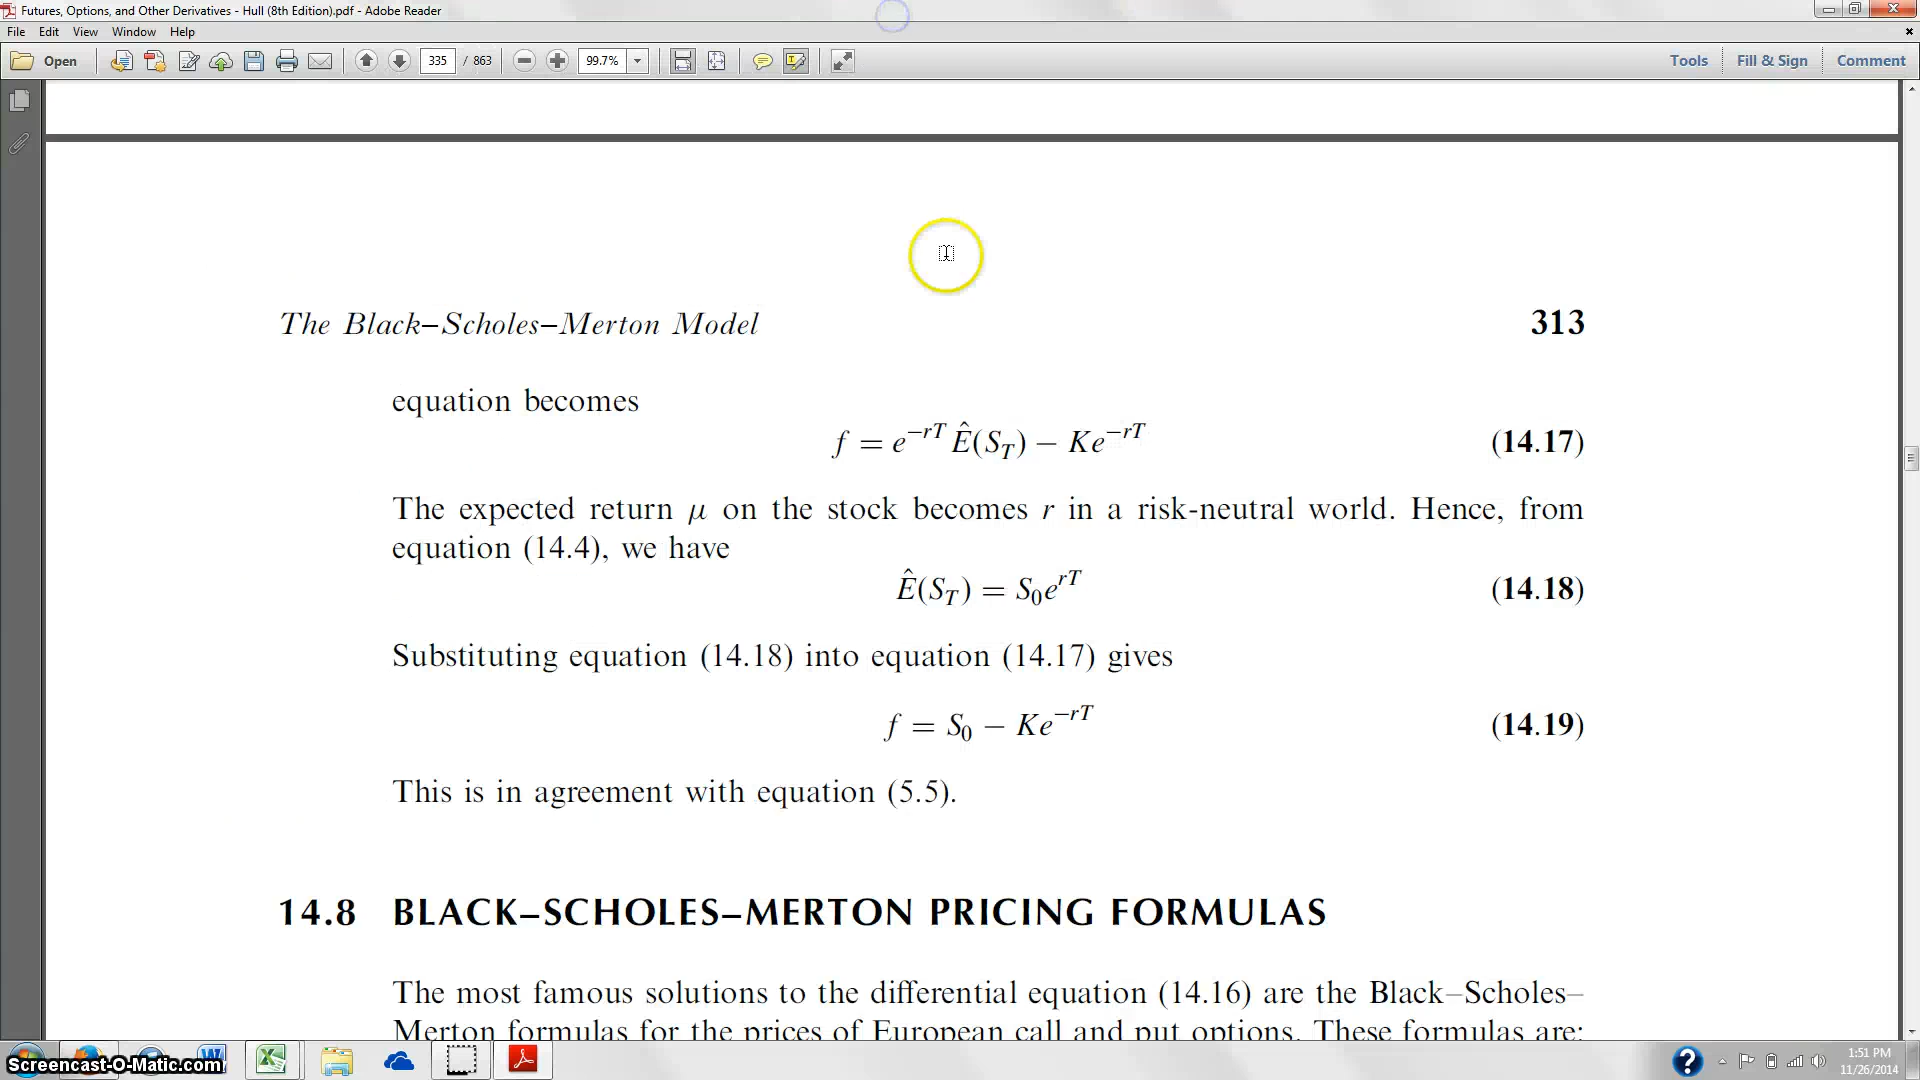 Futures, Options, and Other Derivatives - Hull (8th Edition).pdf - Adobe Reader
File Edit View Window Help
Open 335 / 863 99.7% Tools Fill & Sign Comment
The Black–Scholes–Merton Model 313
equation becomes
f = e^{−rT} Ê(S_T) − Ke^{−rT} (14.17)
The expected return μ on the stock becomes r in a risk-neutral world. Hence, from
equation (14.4), we have
Ê(S_T) = S_0e^{rT} (14.18)
Substituting equation (14.18) into equation (14.17) gives
f = S_0 − Ke^{−rT} (14.19)
This is in agreement with equation (5.5).
14.8 BLACK–SCHOLES–MERTON PRICING FORMULAS
The most famous solutions to the differential equation (14.16) are the Black–Scholes–
Merton formulas for the prices of European call and put options. These formulas are:
Screencast-O-Matic.com
1:51 PM
11/26/2014